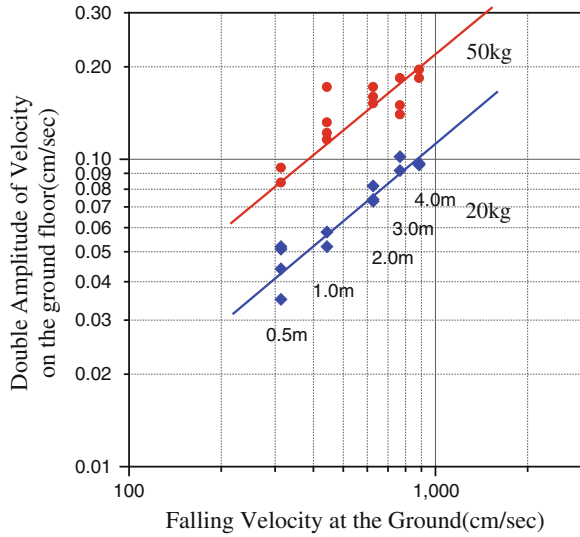 Double Amplitude of Velocity
on the ground floor(cm/sec)
0.30
0.20
0.10
0.09
0.08
0.07
0.06
0.05
0.04
0.03
0.02
0.01
50kg
20kg
4.0m
3.0m
2.0m
1.0m
0.5m
100
1,000
Falling Velocity at the Ground(cm/sec)